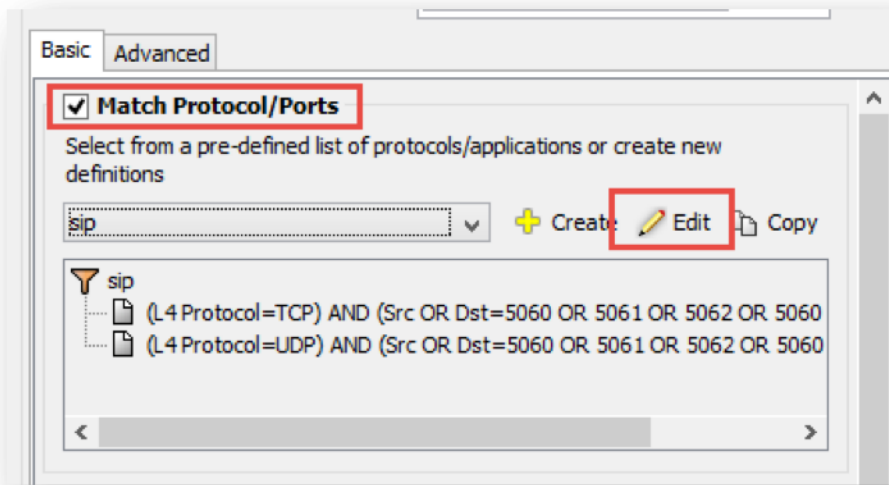 Basic Advanced
Match Protocol/Ports
Select from a pre-defined list of protocols/applications or create new
definitions
sip Create Edit Copy
sip
(L4 Protocol=TCP) AND (Src OR Dst=5060 OR 5061 OR 5062 OR 5060
(L4 Protocol=UDP) AND (Src OR Dst=5060 OR 5061 OR 5062 OR 5060